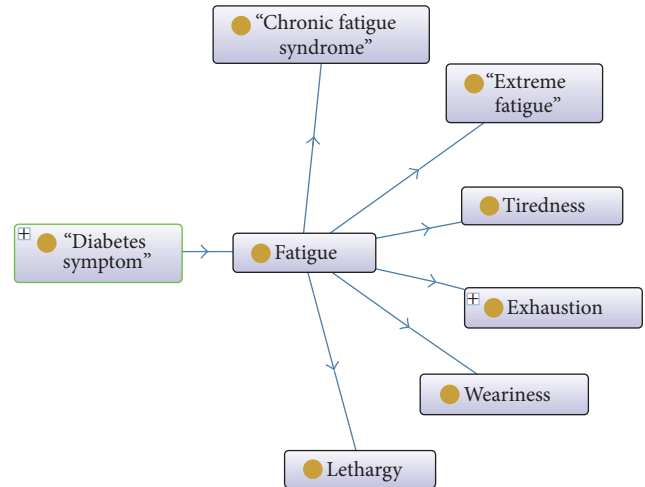 “Chronic fatigue
syndrome”
“Extreme
fatigue”
Tiredness
“Diabetes
symptom”
Fatigue
Exhaustion
Weariness
Lethargy